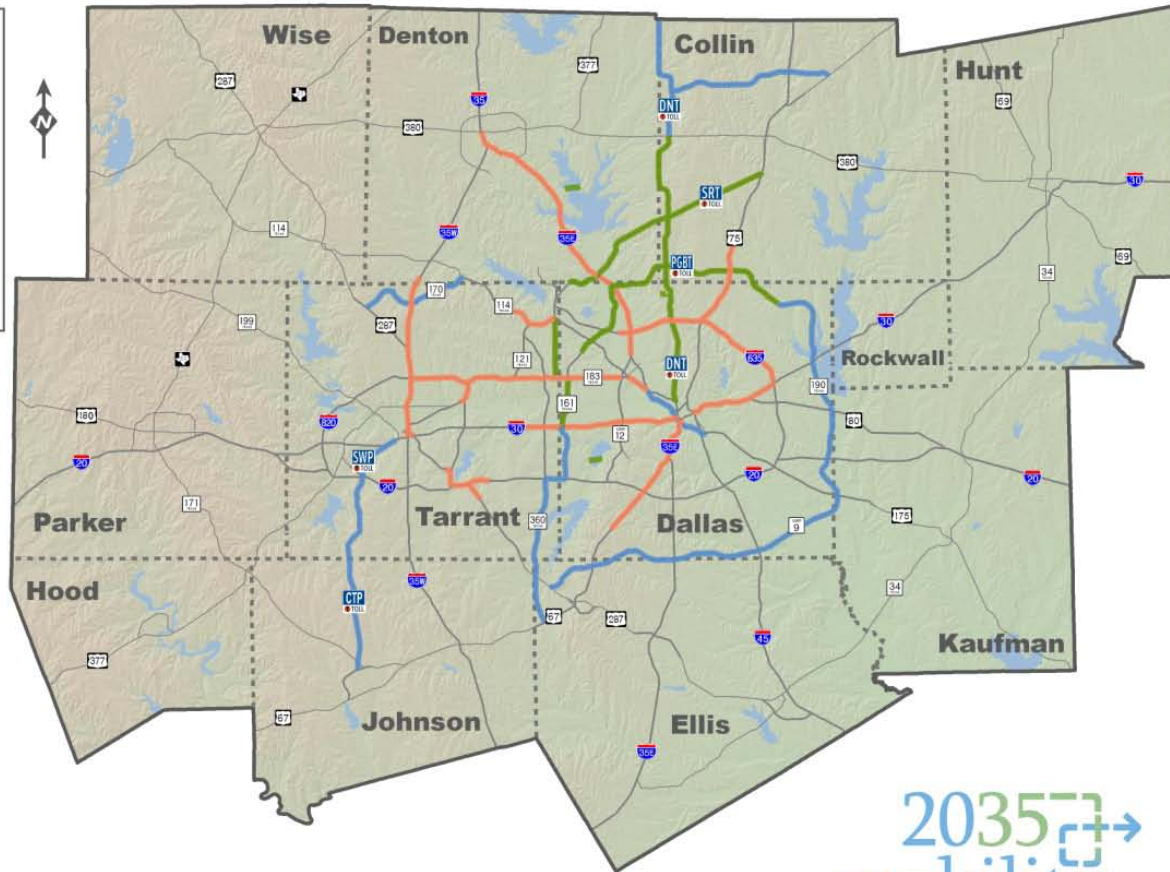 Wise
Denton
Collin
Hunt
377
287
69
35
DNT
TOLL
380
380
30
SRT
TOLL
114
35W
35E
75
69
PGBT
TOLL
34
170
114
199
287
30
635
Rockwall
121
DNT
TOLL
183
190
161
180
820
30
12
80
35E
SWP
TOLL
20
20
20
20
171
Parker
Tarrant
360
Dallas
175
LOOP
9
Hood
35W
34
CTP
TOLL
67
287
45
Kaufman
377
67
Johnson
Ellis
35E
N
2035